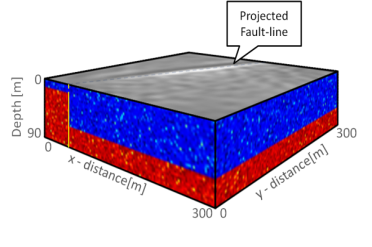 Projected
Fault-line
0
Depth [m]
90
0
x - distance[m]
300
0
y - distance[m]
300